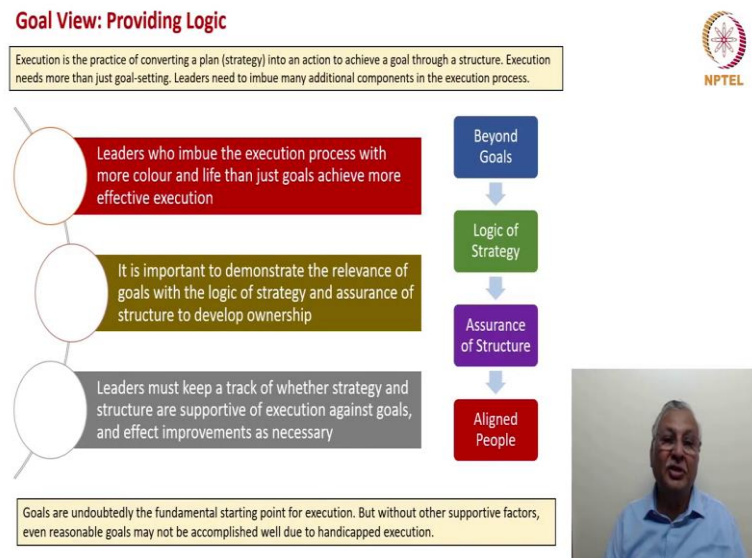 Goal View: Providing Logic
NPTEL
Execution is the practice of converting a plan (strategy) into an action to achieve a goal through a structure. Execution
needs more than just goal-setting. Leaders need to imbue many additional components in the execution process.
Leaders who imbue the execution process with
more colour and life than just goals achieve more
effective execution
It is important to demonstrate the relevance of
goals with the logic of strategy and assurance of
structure to develop ownership
Leaders must keep a track of whether strategy and
structure are supportive of execution against goals,
and effect improvements as necessary
Beyond
Goals
Logic of
Strategy
Assurance
of Structure
Aligned
People
Goals are undoubtedly the fundamental starting point for execution. But without other supportive factors,
even reasonable goals may not be accomplished well due to handicapped execution.